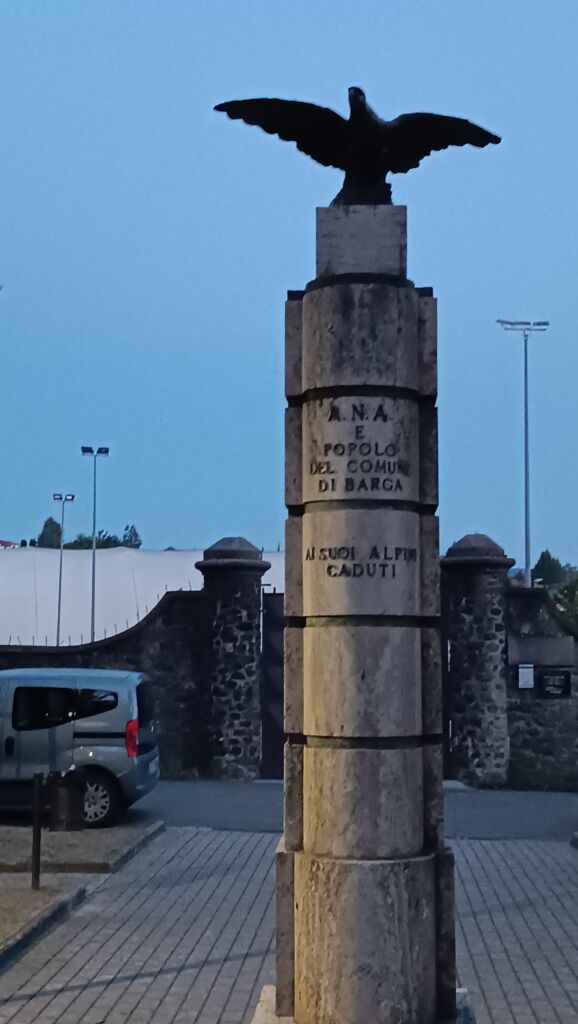 A.N.A.
E
POPOLO
DEL COMUNE
DI BARGA
AI SUOI ALPINI
CADUTI